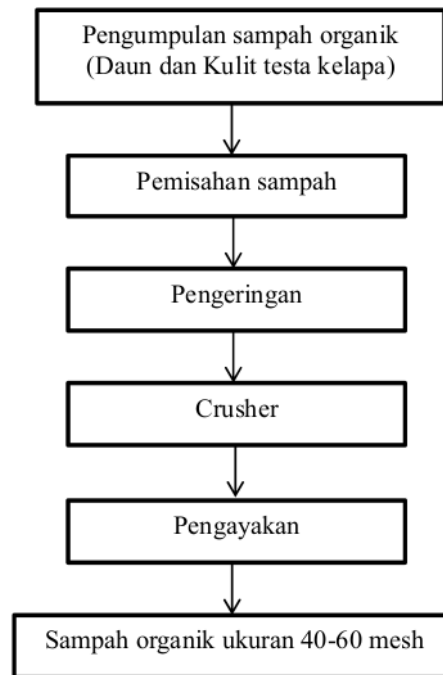 Pengumpulan sampah organik
(Daun dan Kulit testa kelapa)
Pemisahan sampah
Pengeringan
Crusher
Pengayakan
Sampah organik ukuran 40-60 mesh